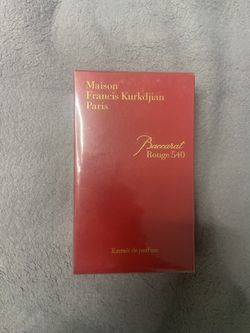 Maison
Francis Kurkdjian
Paris
Baccarat
Rouge 540
Extrait de parfum